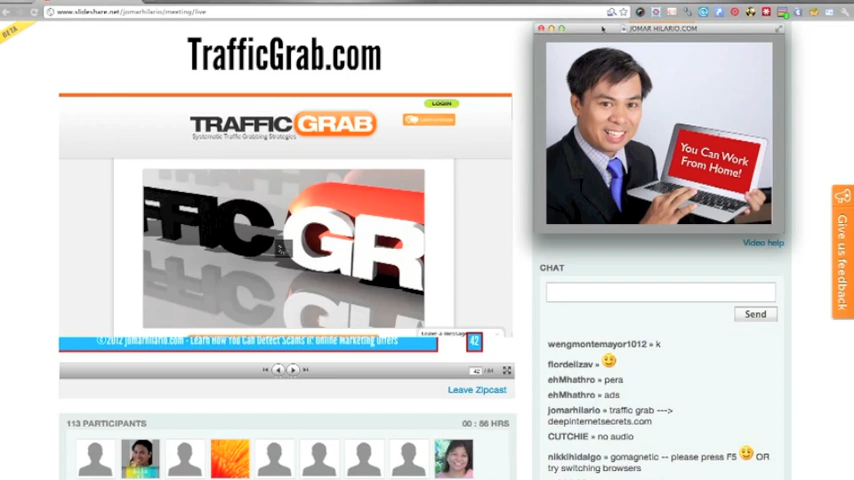 www.slideshare.net/jomarhilario/meeting/live
BETA
TrafficGrab.com
LOGIN
TRAFFIC GRAB
Systematic Traffic Grabbing Strategies
FFIC GR
©2012 jomarhilario.com - Learn How You Can Detect Scams in Online Marketing Offers
42
42 / 84
Leave Zipcast
113 PARTICIPANTS
00 : 56 HRS
JOMAR HILARIO.COM
You Can Work
From Home!
Video help
CHAT
Send
wengmontemayor1012 » k
flordelizav »
ehMhathro » pera
ehMhathro » ads
jomarhilario » traffic grab --->
deepinternetsecrets.com
CUTCHIE » no audio
nikkihidalgo » gomagnetic -- please press F5 OR
try switching browsers
Give us feedback